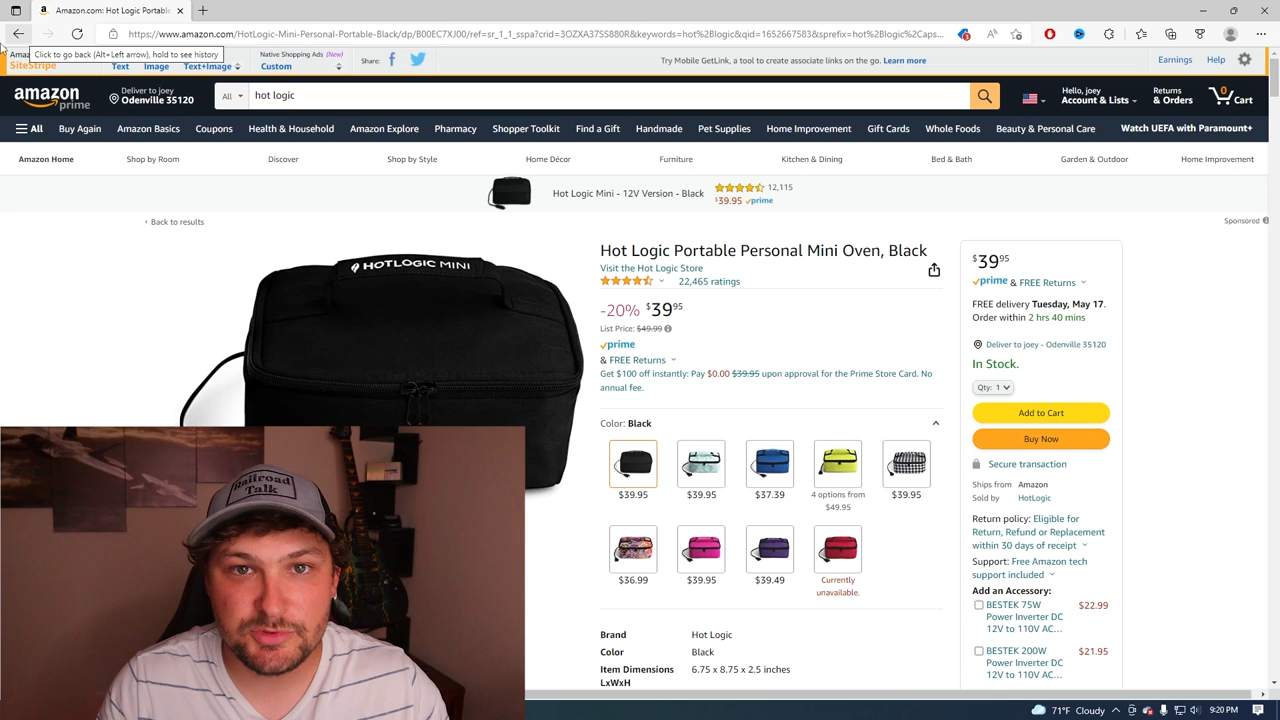 Amazon.com: Hot Logic Portable
https://www.amazon.com/HotLogic-Mini-Personal-Portable-Black/dp/B00EC7XJ00/ref=sr_1_1_sspa?crid=3OZXA37SS880R&keywords=hot%2Blogic&qid=1652667583&sprefix=hot%2Blogic%2Caps...
Click to go back (Alt+Left arrow), hold to see history
Amaz
SiteStripe
Text Image Text+Image
Native Shopping Ads (New)
Custom
Share:
Try Mobile GetLink, a tool to create associate links on the go. Learn more
Earnings Help
amazon
prime
Deliver to joey
Odenville 35120
All
hot logic
Hello, joey
Account & Lists
Returns
& Orders
0
Cart
All Buy Again Amazon Basics Coupons Health & Household Amazon Explore Pharmacy Shopper Toolkit Find a Gift Handmade Pet Supplies Home Improvement Gift Cards Whole Foods Beauty & Personal Care Watch UEFA with Paramount+
Amazon Home Shop by Room Discover Shop by Style Home Décor Furniture Kitchen & Dining Bed & Bath Garden & Outdoor Home Improvement
Hot Logic Mini - 12V Version - Black
12,115
$39.95 prime
‹ Back to results
Sponsored
HOTLOGIC MINI
Hot Logic Portable Personal Mini Oven, Black
Visit the Hot Logic Store
22,465 ratings
-20% $39.95
List Price: $49.99
prime
& FREE Returns
Get $100 off instantly: Pay $0.00 $39.95 upon approval for the Prime Store Card. No
annual fee.
Color: Black
$39.95 $39.95 $37.39 4 options from $39.95
$49.95
$36.99 $39.95 $39.49 Currently
unavailable.
Brand Hot Logic
Color Black
Item Dimensions 6.75 x 8.75 x 2.5 inches
LxWxH
$39.95
prime & FREE Returns
FREE delivery Tuesday, May 17.
Order within 2 hrs 40 mins
Deliver to joey - Odenville 35120
In Stock.
Qty: 1
Add to Cart
Buy Now
Secure transaction
Ships from Amazon
Sold by HotLogic
Return policy: Eligible for
Return, Refund or Replacement
within 30 days of receipt
Support: Free Amazon tech
support included
Add an Accessory:
BESTEK 75W $22.99
Power Inverter DC
12V to 110V AC...
BESTEK 200W $21.95
Power Inverter DC
12V to 110V AC...
Railroad
Talk
71°F Cloudy
9:20 PM